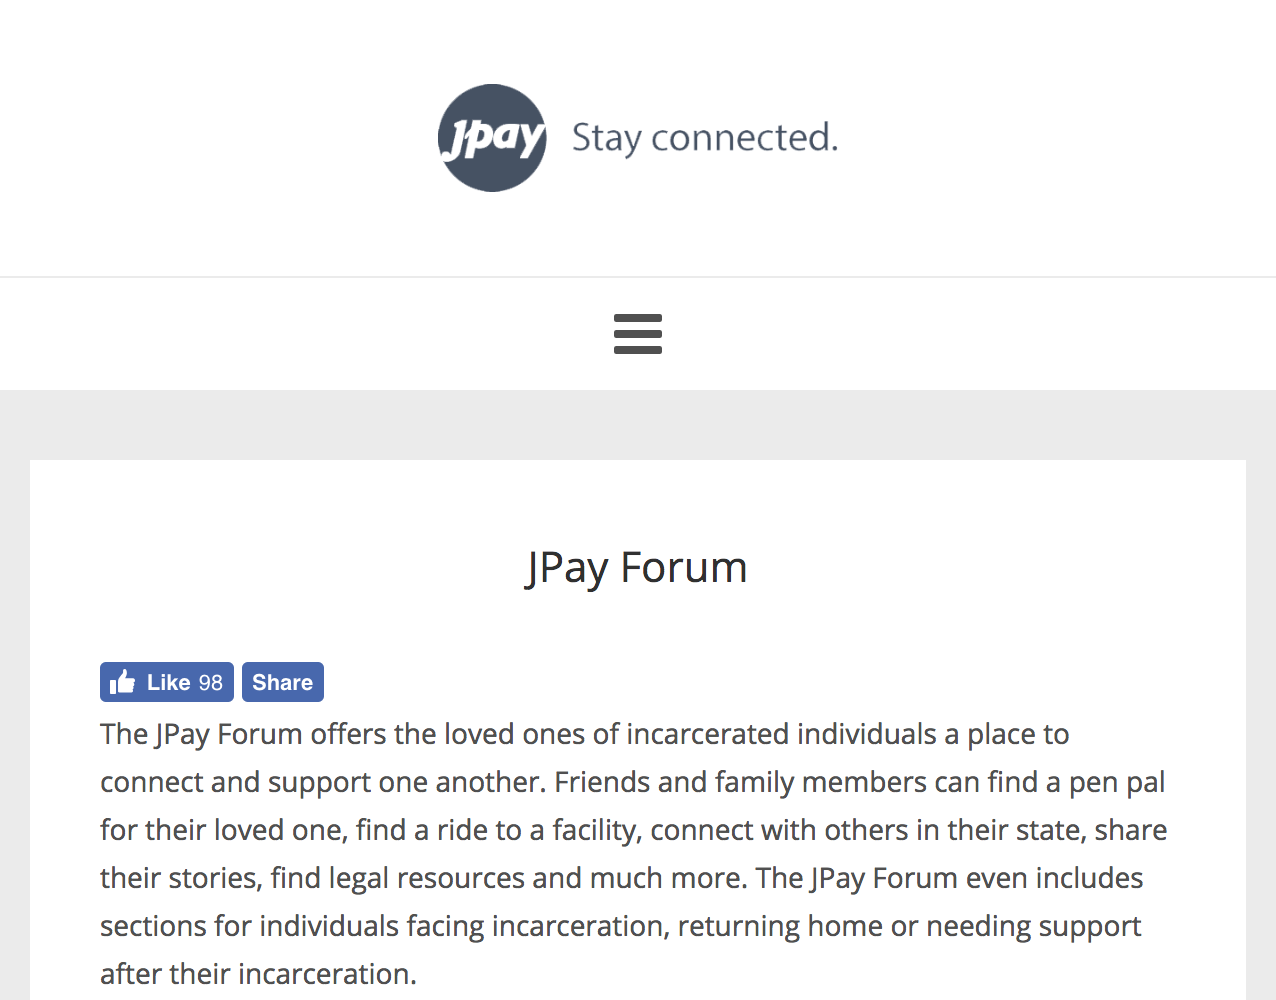 Jpay Stay connected.
JPay Forum
Like 98 Share
The JPay Forum offers the loved ones of incarcerated individuals a place to
connect and support one another. Friends and family members can find a pen pal
for their loved one, find a ride to a facility, connect with others in their state, share
their stories, find legal resources and much more. The JPay Forum even includes
sections for individuals facing incarceration, returning home or needing support
after their incarceration.